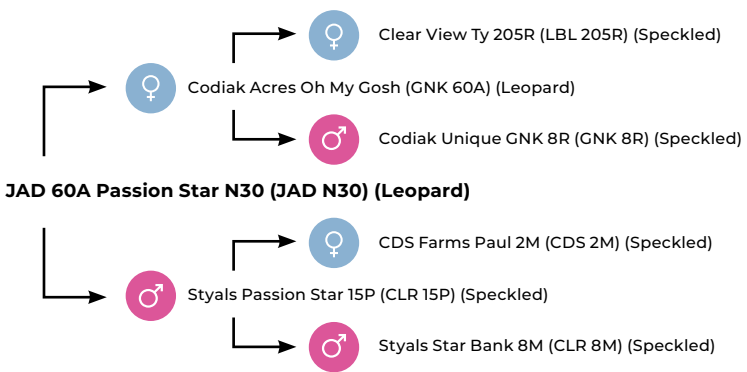 Clear View Ty 205R (LBL 205R) (Speckled)
Codiak Acres Oh My Gosh (GNK 60A) (Leopard)
Codiak Unique GNK 8R (GNK 8R) (Speckled)
JAD 60A Passion Star N30 (JAD N30) (Leopard)
CDS Farms Paul 2M (CDS 2M) (Speckled)
Styals Passion Star 15P (CLR 15P) (Speckled)
Styals Star Bank 8M (CLR 8M) (Speckled)